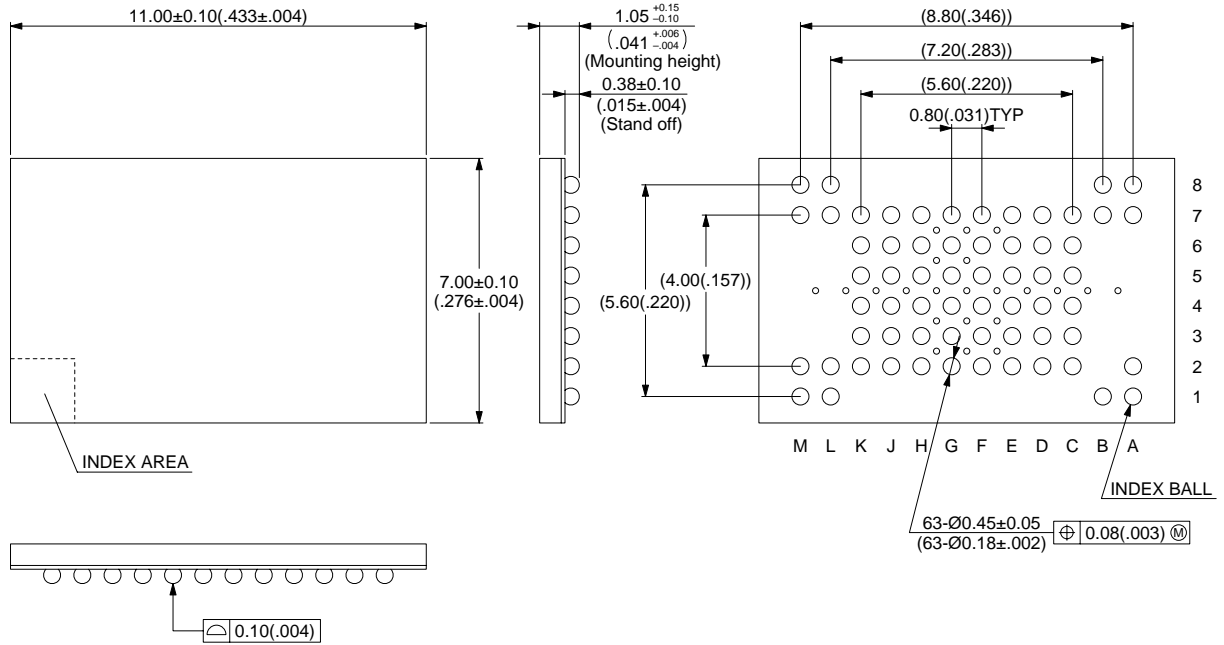 11.00±0.10(.433±.004)
1.05 +0.15 −0.10
(.041 +.006 −.004)
(Mounting height)
0.38±0.10
(.015±.004)
(Stand off)
(8.80(.346))
(7.20(.283))
(5.60(.220))
0.80(.031)TYP
7.00±0.10
(.276±.004)
(5.60(.220))
(4.00(.157))
8
7
6
5
4
3
2
1
M L K J H G F E D C B A
INDEX AREA
INDEX BALL
63-Ø0.45±0.05
(63-Ø0.18±.002)
⌖ 0.08(.003) Ⓜ
⌓ 0.10(.004)